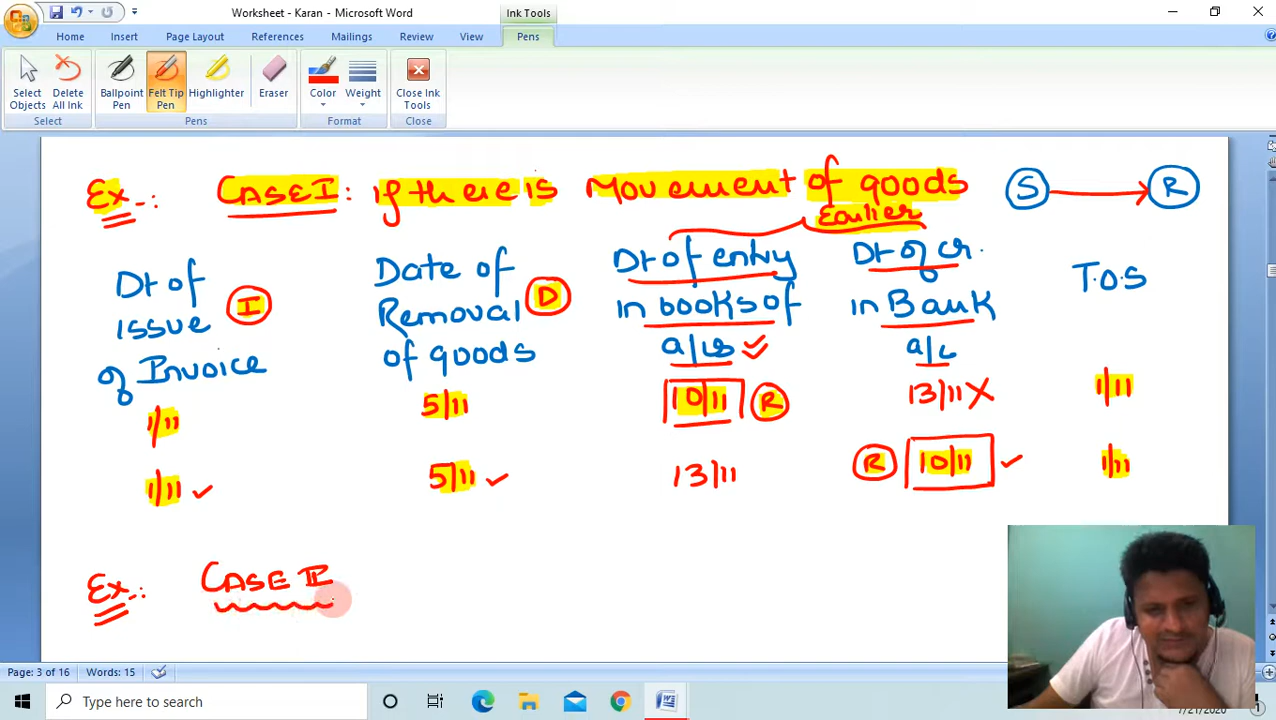 Worksheet - Karan - Microsoft Word
Ink Tools
Home Insert Page Layout References Mailings Review View Pens
Select Objects
Delete All Ink
Ballpoint Pen
Felt Tip Pen
Highlighter
Eraser
Color
Weight
Close Ink Tools
Select Pens Format Close
Ex.: CASE I: if there is Movement of goods
S R
Earlier
Dt of issue of Invoice
I
Date of Removal of goods
D
Dt of entry in books of a/cs
Dt of cr. in Bank a/c
T.O.S
1/11 5/11 10/11 R 13/11 X 1/11
1/11 5/11 13/11 R 10/11 1/11
Ex.: CASE II
Page: 3 of 16 Words: 15
Type here to search
7/21/2020